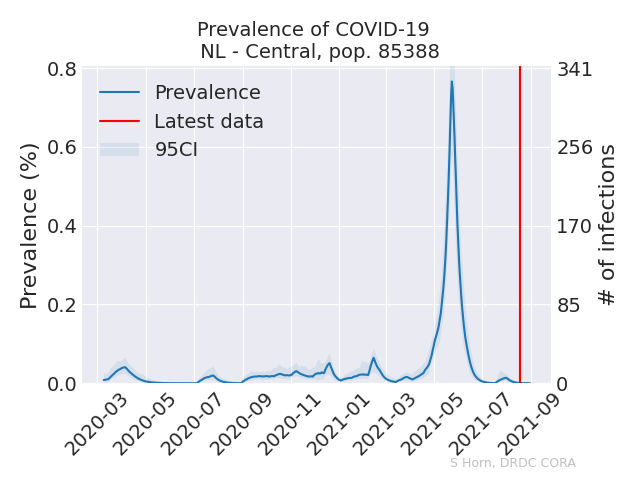 Prevalence of COVID-19
NL - Central, pop. 85388
Prevalence
Latest data
95CI
Prevalence (%)
0.8
0.6
0.4
0.2
0.0
341
256
170
85
0
# of infections
2020-03
2020-05
2020-07
2020-09
2020-11
2021-01
2021-03
2021-05
2021-07
2021-09
S Horn, DRDC CORA